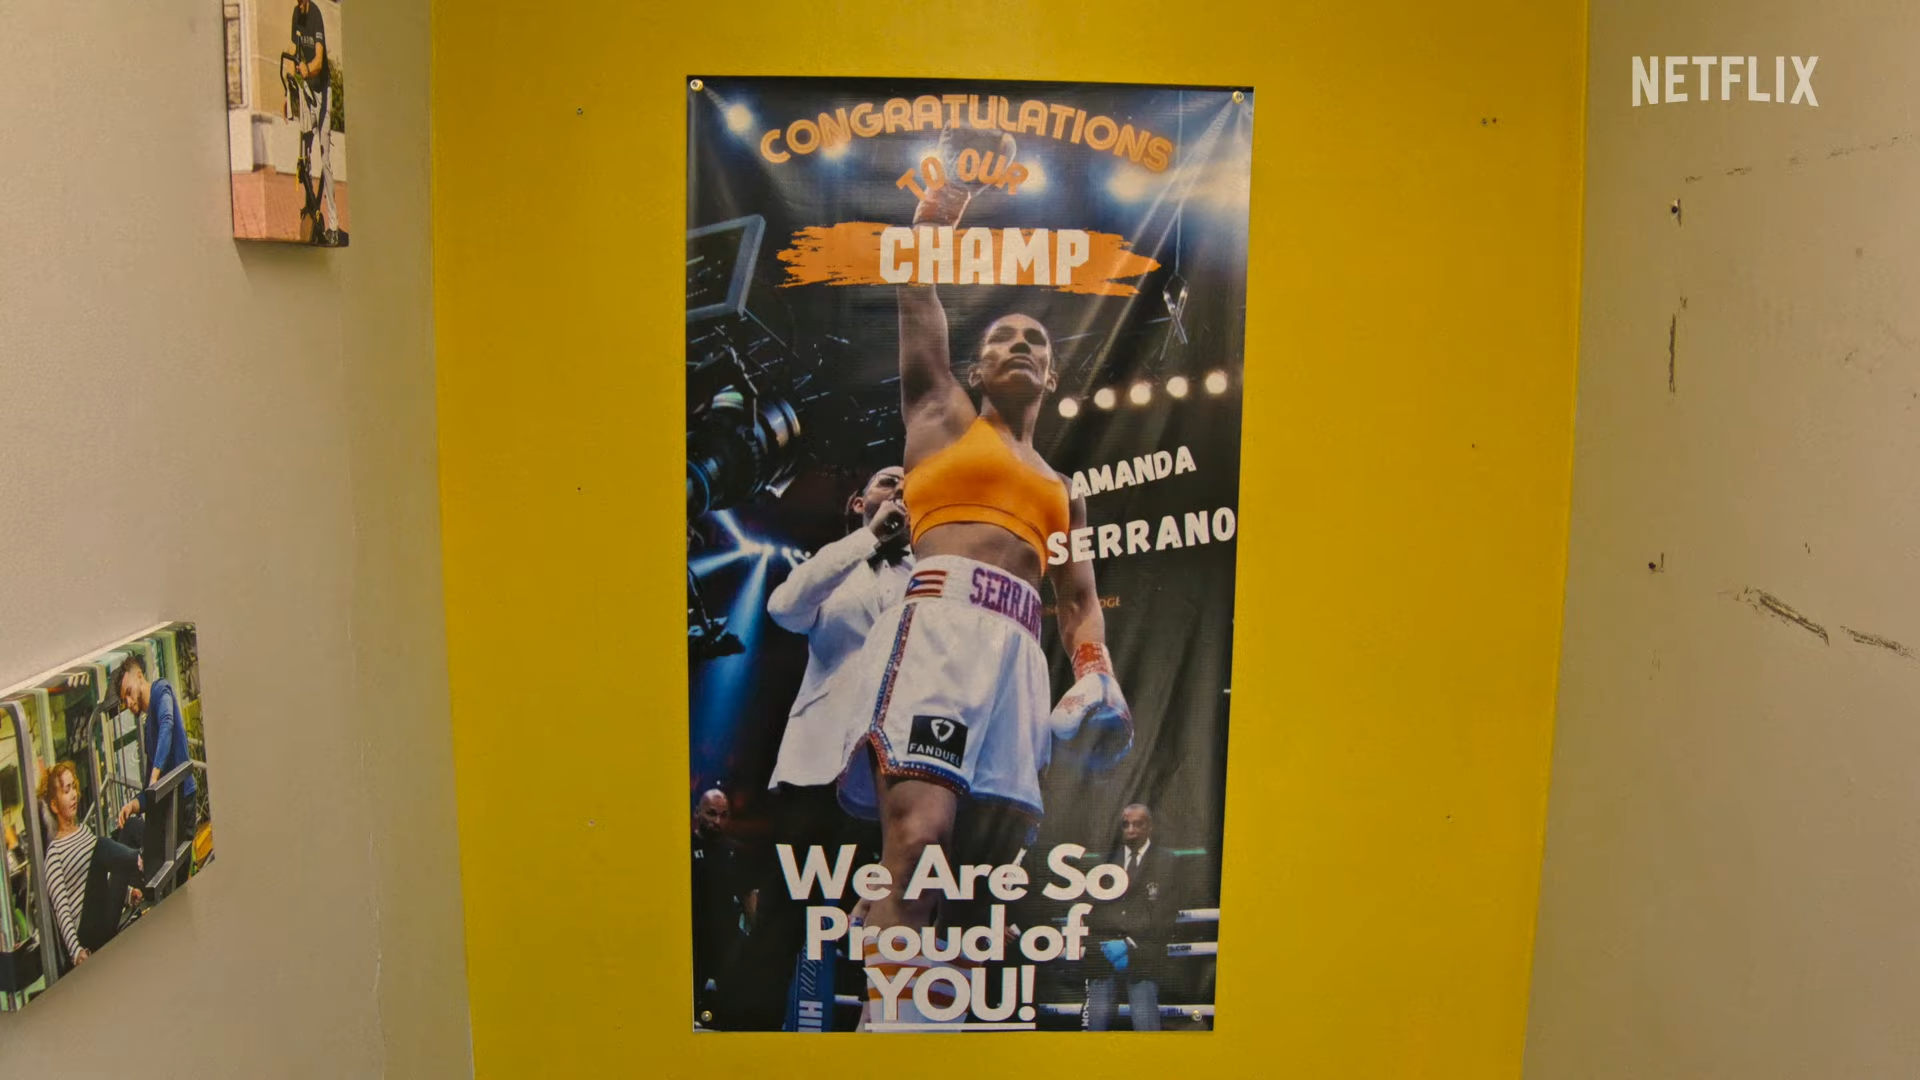 NETFLIX
CONGRATULATIONS
TO OUR
CHAMP
AMANDA
SERRANO
SERRANO
FANDUEL
We Are So
Proud of
YOU!